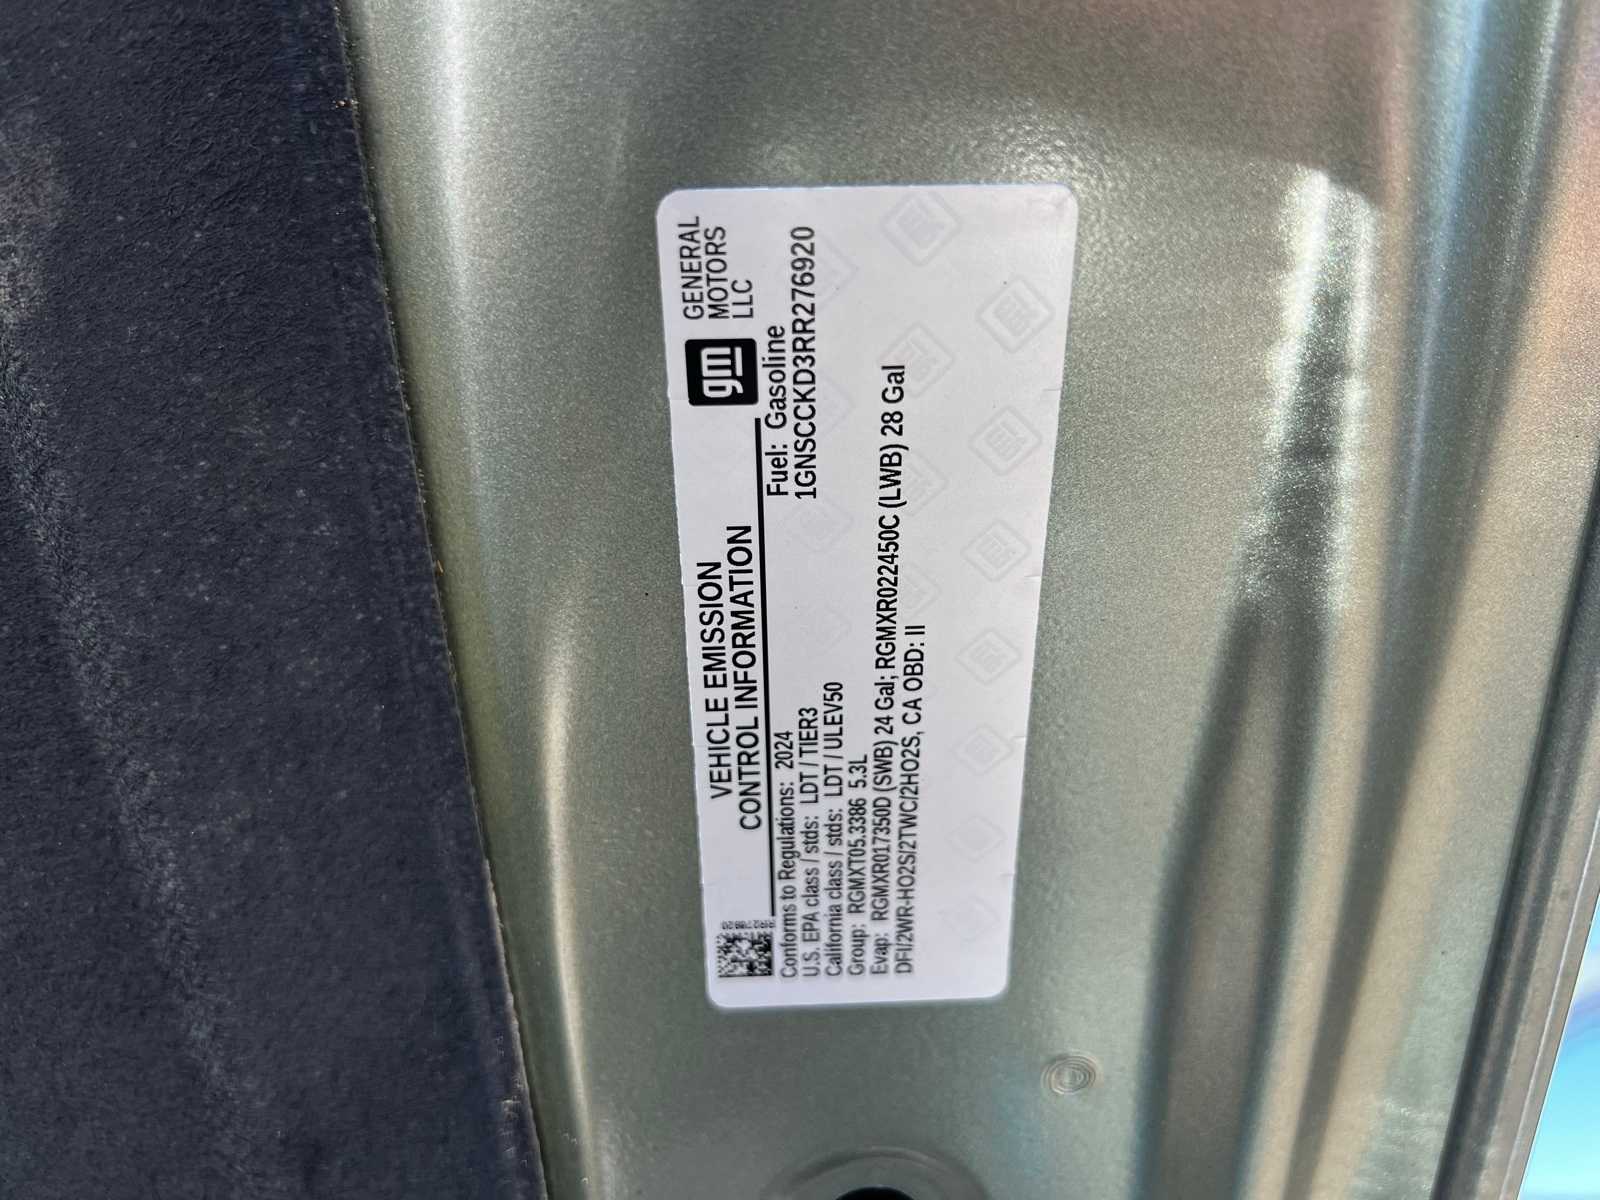 gm GENERAL
MOTORS
LLC
VEHICLE EMISSION
CONTROL INFORMATION
Fuel: Gasoline
1GNSCCKD3RR276920
RR276920
Conforms to Regulations: 2024
U.S. EPA class / stds: LDT / TIER3
California class / stds: LDT / ULEV50
Group: RGMXT05.3386 5.3L
Evap: RGMXR017350D (SWB) 24 Gal; RGMXR022450C (LWB) 28 Gal
DFI/2WR-HO2S/2TWC/2HO2S, CA OBD: II